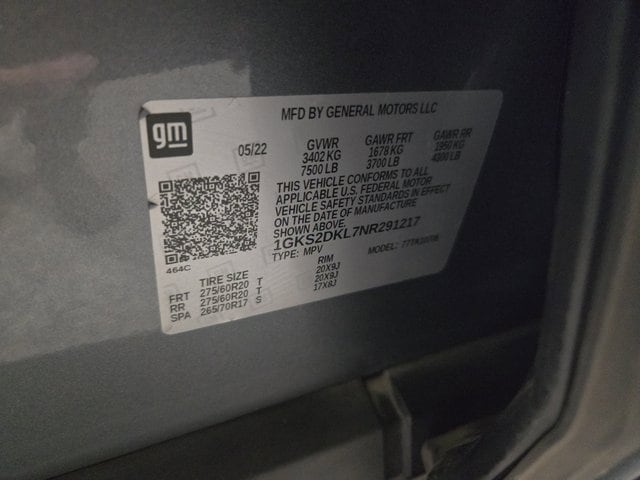 MFD BY GENERAL MOTORS LLC
gm
05/22 GVWR GAWR FRT GAWR RR
3402 KG 1678 KG 1950 KG
7500 LB 3700 LB 4300 LB
THIS VEHICLE CONFORMS TO ALL
APPLICABLE U.S. FEDERAL MOTOR
VEHICLE SAFETY STANDARDS IN EFFECT
ON THE DATE OF MANUFACTURE
SHOWN ABOVE.
1GKS2DKL7NR291217
TYPE: MPV MODEL:
464C
TIRE SIZE RIM
FRT 275/60R20 T 20X9J
RR 275/60R20 T 20X9J
SPA 265/70R17 S 17X8J